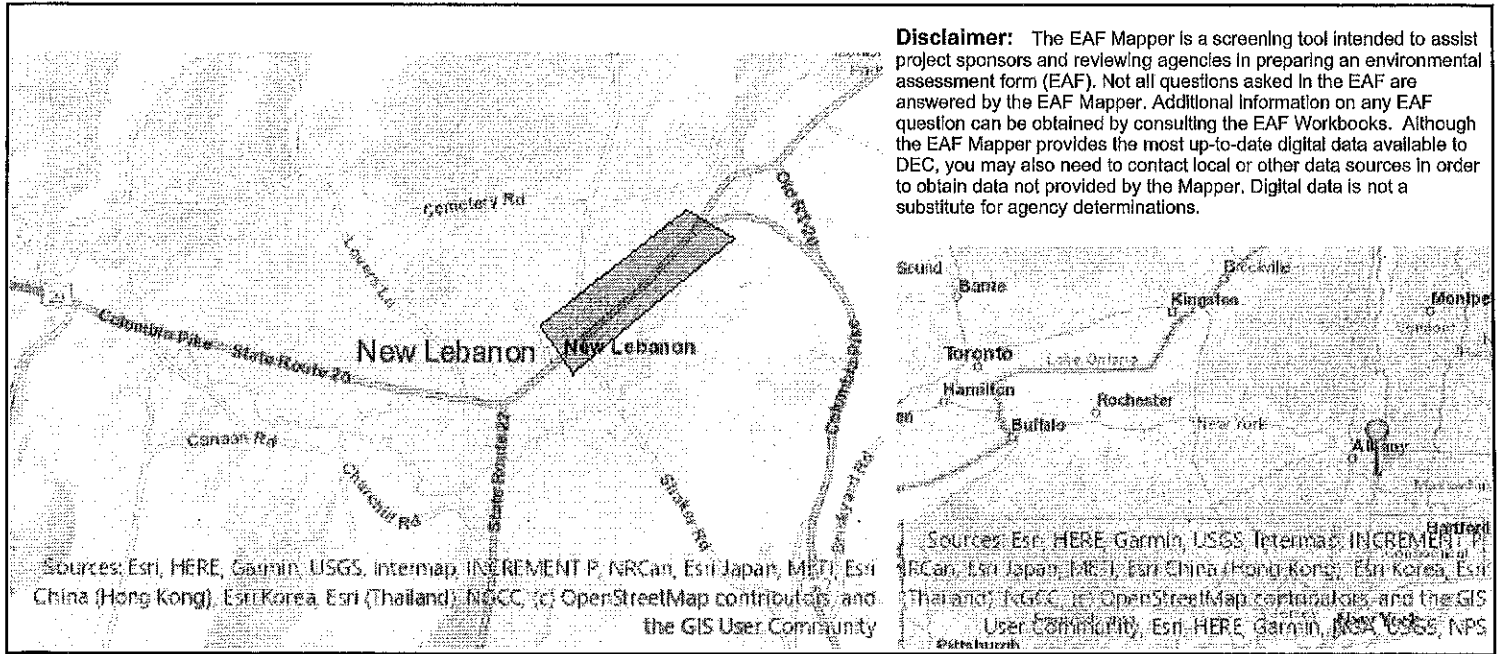 Disclaimer: The EAF Mapper is a screening tool intended to assist
project sponsors and reviewing agencies in preparing an environmental
assessment form (EAF). Not all questions asked in the EAF are
answered by the EAF Mapper. Additional information on any EAF
question can be obtained by consulting the EAF Workbooks. Although
the EAF Mapper provides the most up-to-date digital data available to
DEC, you may also need to contact local or other data sources in order
to obtain data not provided by the Mapper. Digital data is not a
substitute for agency determinations.
Cemetery Rd
Old Rt 20
Lovers La
Columbia Pike
State Route 20
New Lebanon
New Lebanon
Columbia Pike
Canaan Rd
Churchill Rd
State Route 22
Shaker Rd
Brickyard Rd
Sources: Esri, HERE, Garmin, USGS, Intermap, INCREMENT P, NRCan, Esri Japan, METI, Esri
China (Hong Kong), Esri Korea, Esri (Thailand), NGCC, (c) OpenStreetMap contributors, and
the GIS User Community
Sound
Barrie
Brockville
Kingston
Montpe
Toronto
Lake Ontario
Hamilton
Rochester
Buffalo
New York
Albany
Hartford
Sources: Esri, HERE, Garmin, USGS, Intermap, INCREMENT P,
NRCan, Esri Japan, METI, Esri China (Hong Kong), Esri Korea, Esri
(Thailand), NGCC, (c) OpenStreetMap contributors, and the GIS
User Community, Esri, HERE, Garmin, NGA, USGS, NPS
Pittsburgh
New York